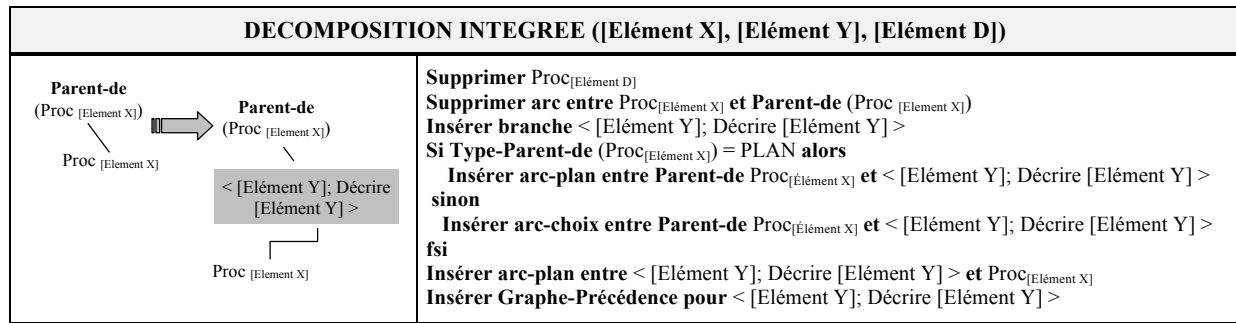 DECOMPOSITION INTEGREE ([Elément X], [Elément Y], [Elément D])
Parent-de
(Proc [Element X])
Proc [Element X]
Parent-de
(Proc [Element X])
< [Elément Y]; Décrire
[Elément Y] >
Proc [Element X]
Supprimer Proc[Elément D]
Supprimer arc entre Proc[Elément X] et Parent-de (Proc [Element X])
Insérer branche < [Elément Y]; Décrire [Elément Y] >
Si Type-Parent-de (Proc[Elément X]) = PLAN alors
Insérer arc-plan entre Parent-de Proc[Élément X] et < [Elément Y]; Décrire [Elément Y] >
sinon
Insérer arc-choix entre Parent-de Proc[Élément X] et < [Elément Y]; Décrire [Elément Y] >
fsi
Insérer arc-plan entre < [Elément Y]; Décrire [Elément Y] > et Proc[Elément X]
Insérer Graphe-Précédence pour < [Elément Y]; Décrire [Elément Y] >